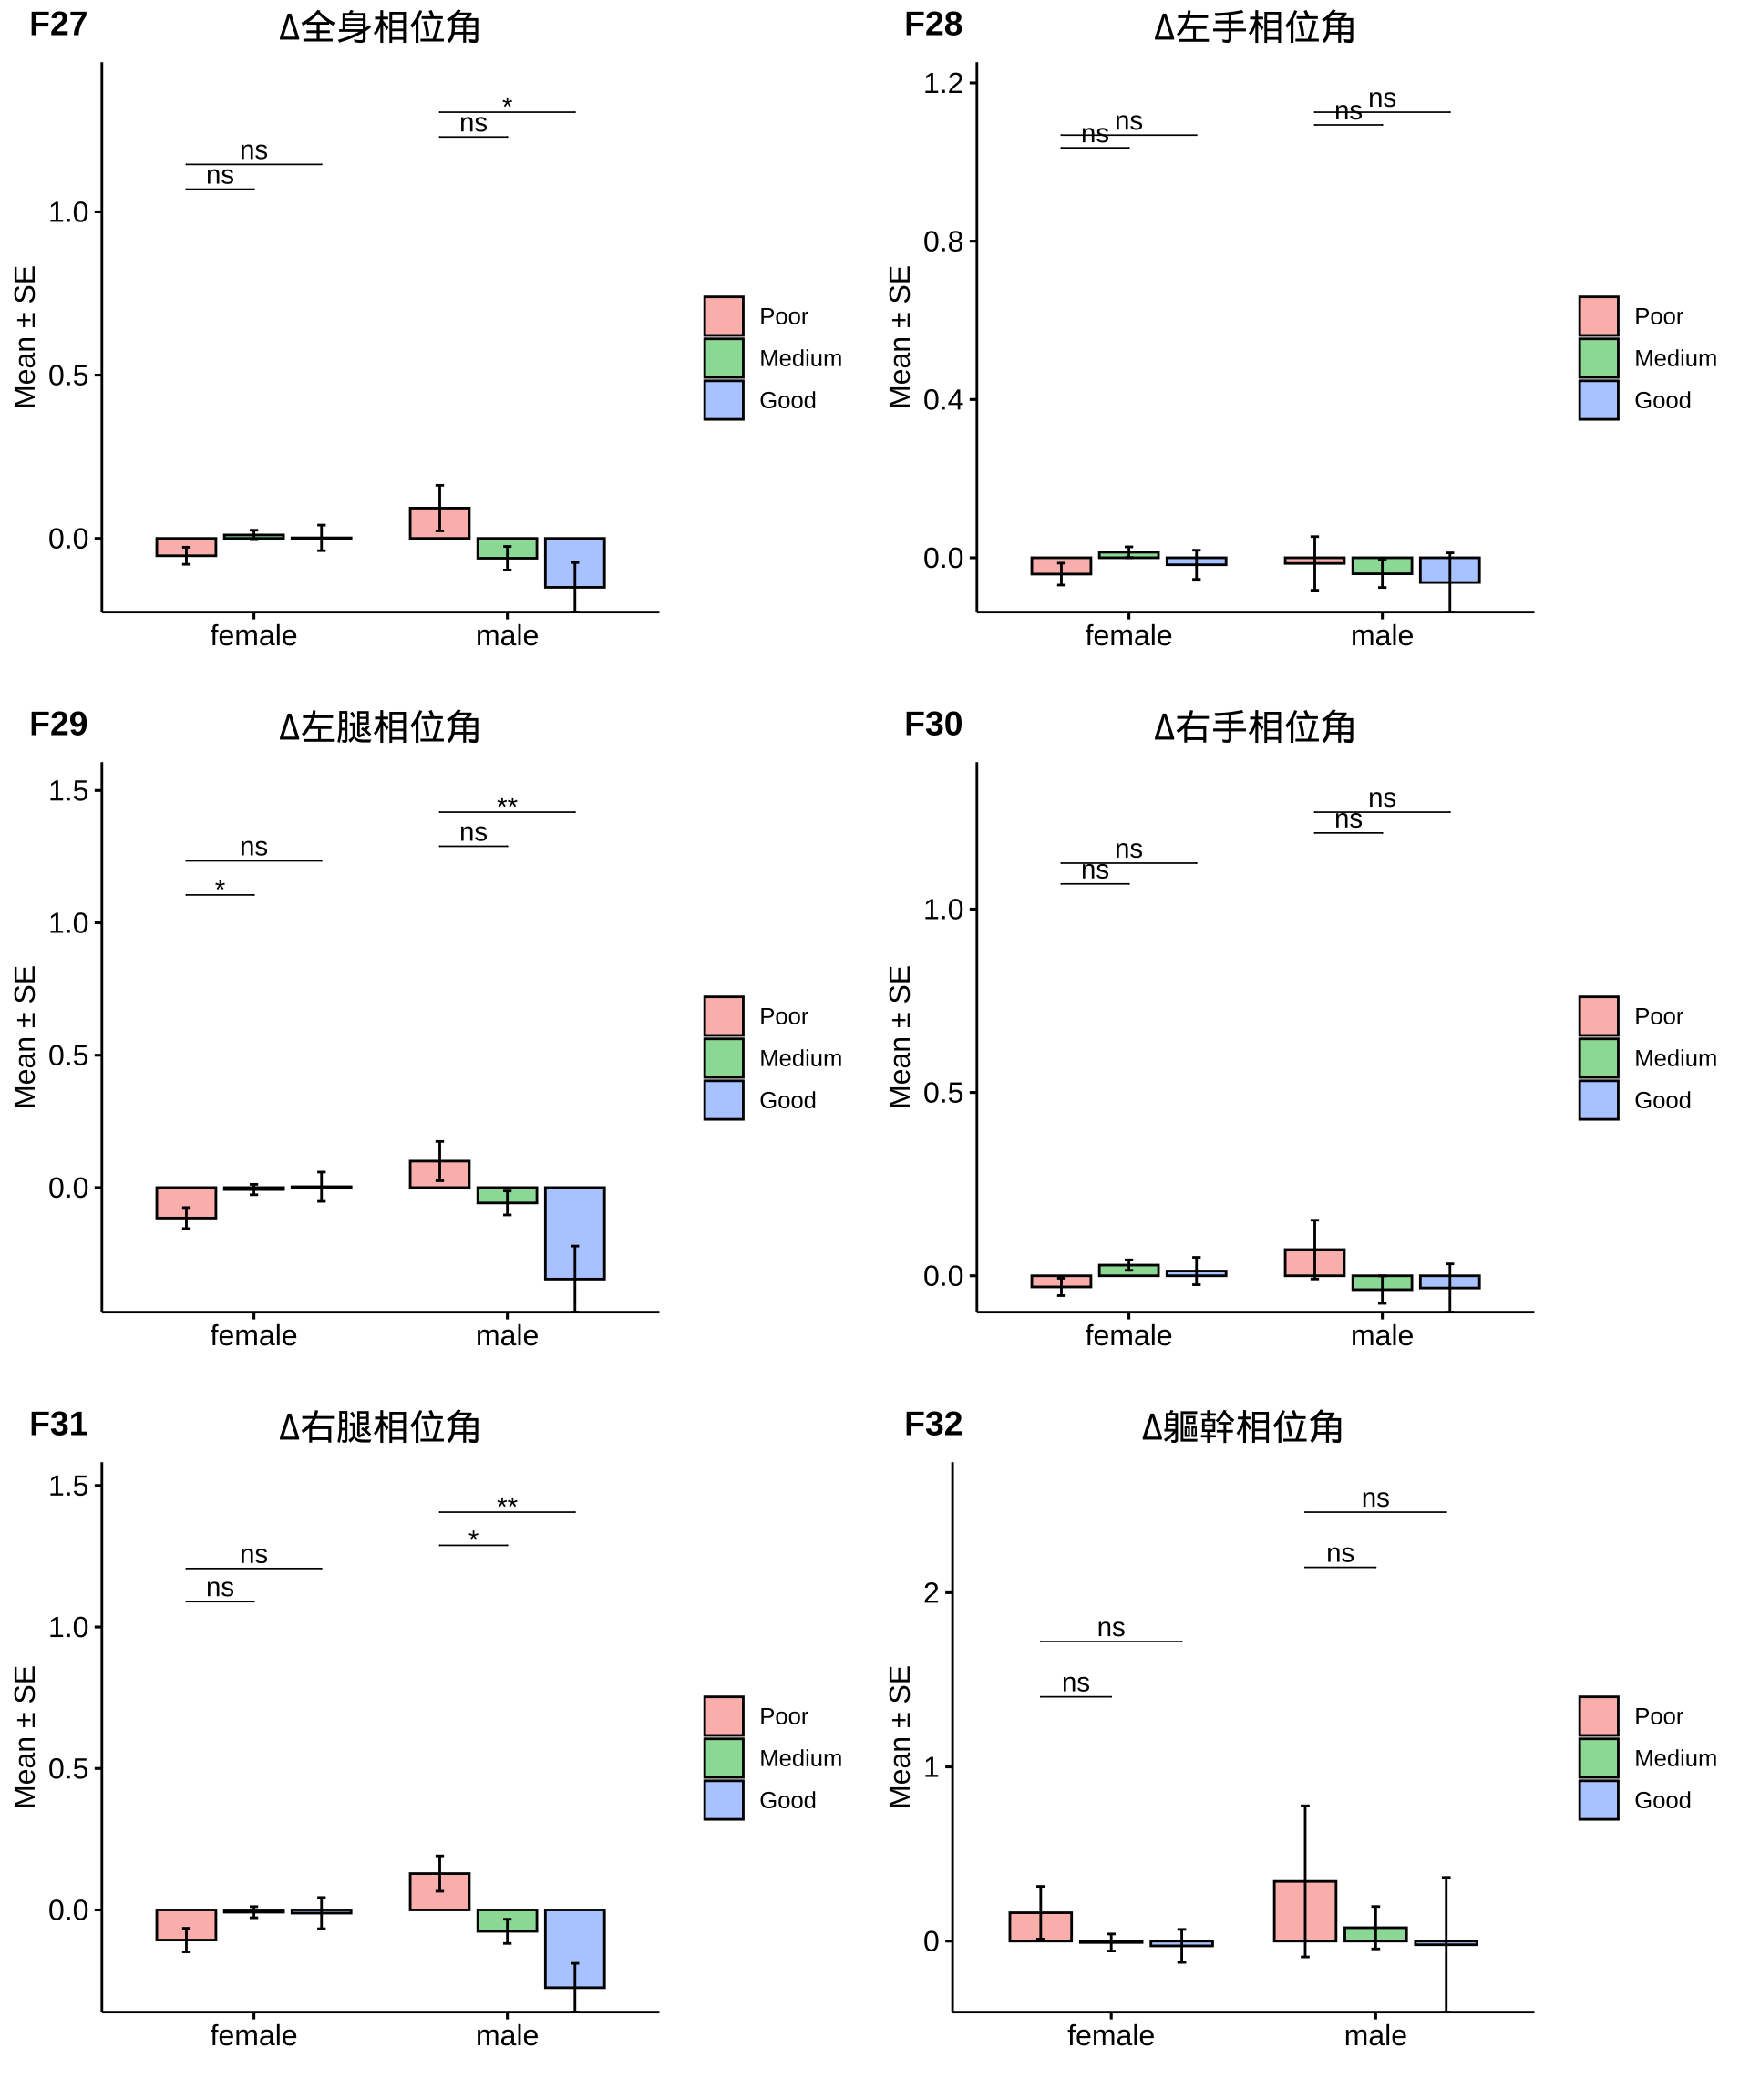 F27
Δ全身相位角
Mean ± SE
1.0
0.5
0.0
ns
ns
*
ns
female
male
Poor
Medium
Good
F28
Δ左手相位角
Mean ± SE
1.2
0.8
0.4
0.0
ns
ns
ns
ns
female
male
Poor
Medium
Good
F29
Δ左腿相位角
Mean ± SE
1.5
1.0
0.5
0.0
ns
*
**
ns
female
male
Poor
Medium
Good
F30
Δ右手相位角
Mean ± SE
1.0
0.5
0.0
ns
ns
ns
ns
female
male
Poor
Medium
Good
F31
Δ右腿相位角
Mean ± SE
1.5
1.0
0.5
0.0
ns
ns
**
*
female
male
Poor
Medium
Good
F32
Δ軀幹相位角
Mean ± SE
2
1
0
ns
ns
ns
ns
female
male
Poor
Medium
Good